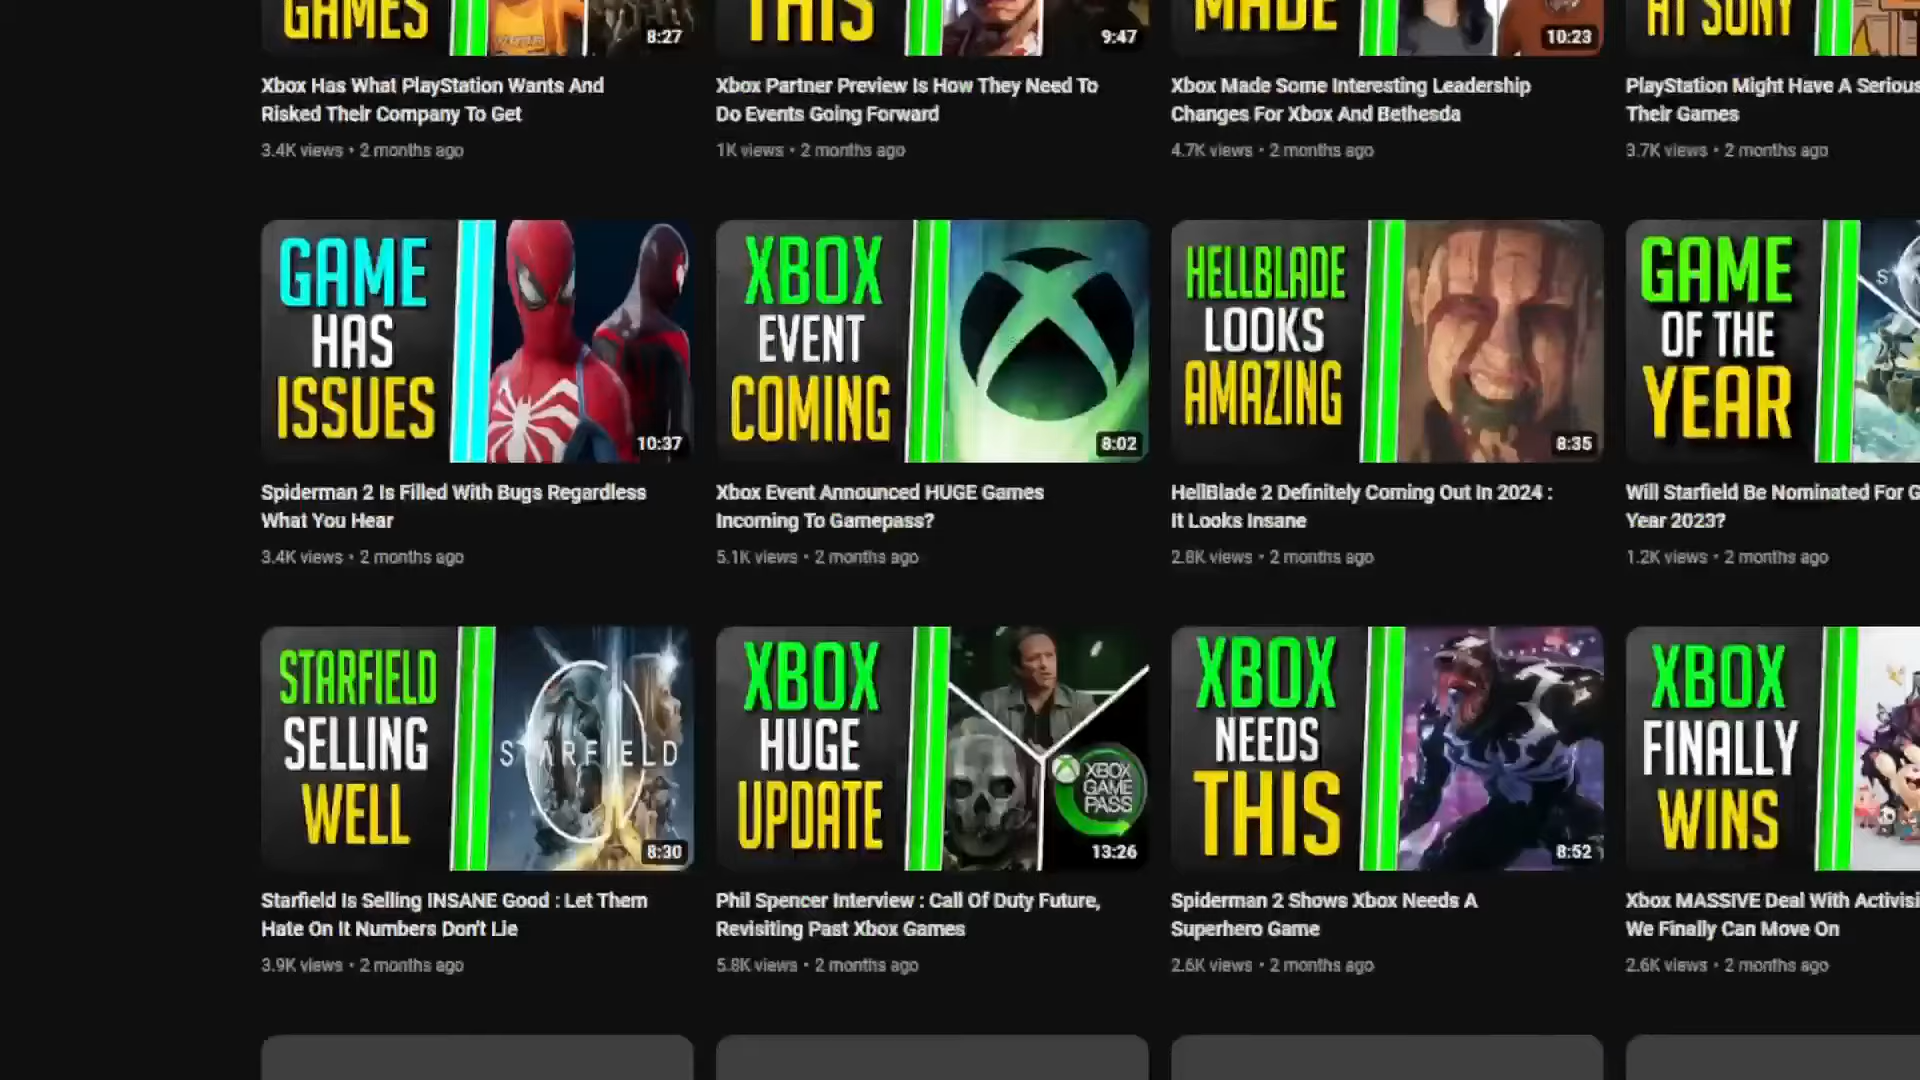 GAMES
8:27
THIS
9:47
MADE
10:23
AT SONY
Xbox Has What PlayStation Wants And
Risked Their Company To Get
3.4K views • 2 months ago
Xbox Partner Preview Is How They Need To
Do Events Going Forward
1K views • 2 months ago
Xbox Made Some Interesting Leadership
Changes For Xbox And Bethesda
4.7K views • 2 months ago
PlayStation Might Have A Serious
Their Games
3.7K views • 2 months ago
GAME
HAS
ISSUES
10:37
XBOX
EVENT
COMING
8:02
HELLBLADE
LOOKS
AMAZING
8:35
GAME
OF THE
YEAR
Spiderman 2 Is Filled With Bugs Regardless
What You Hear
3.4K views • 2 months ago
Xbox Event Announced HUGE Games
Incoming To Gamepass?
5.1K views • 2 months ago
HellBlade 2 Definitely Coming Out In 2024 :
It Looks Insane
2.8K views • 2 months ago
Will Starfield Be Nominated For G
Year 2023?
1.2K views • 2 months ago
STARFIELD
SELLING
WELL
STARFIELD
8:30
XBOX
HUGE
UPDATE
XBOX
GAME
PASS
13:26
XBOX
NEEDS
THIS
8:52
XBOX
FINALLY
WINS
Starfield Is Selling INSANE Good : Let Them
Hate On It Numbers Don't Lie
3.9K views • 2 months ago
Phil Spencer Interview : Call Of Duty Future,
Revisiting Past Xbox Games
5.8K views • 2 months ago
Spiderman 2 Shows Xbox Needs A
Superhero Game
2.6K views • 2 months ago
Xbox MASSIVE Deal With Activisi
We Finally Can Move On
2.6K views • 2 months ago